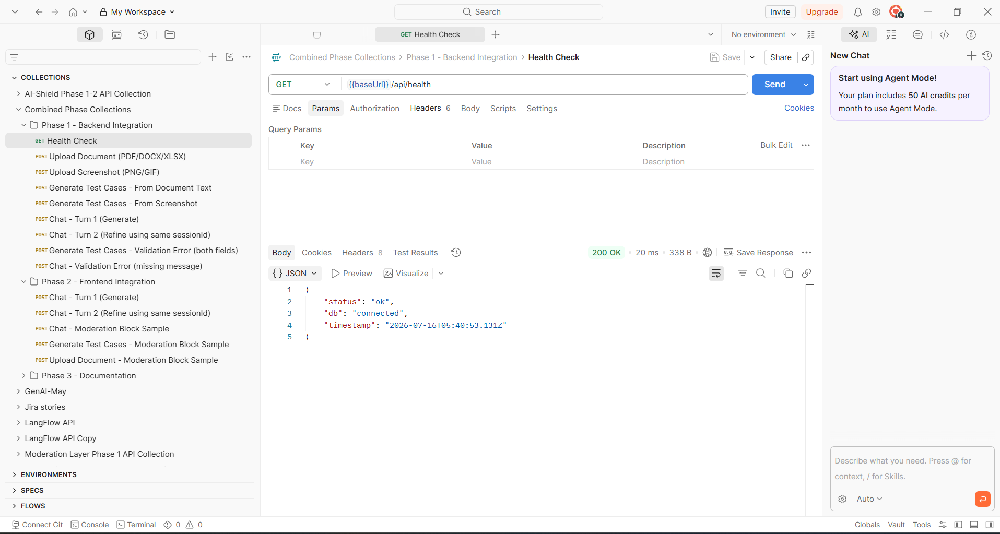 My Workspace
Search
Invite
Upgrade
GET Health Check
No environment
AI
COLLECTIONS
AI-Shield Phase 1-2 API Collection
Combined Phase Collections
Phase 1 - Backend Integration
GET Health Check
POST Upload Document (PDF/DOCX/XLSX)
POST Upload Screenshot (PNG/GIF)
POST Generate Test Cases - From Document Text
POST Generate Test Cases - From Screenshot
POST Chat - Turn 1 (Generate)
POST Chat - Turn 2 (Refine using same sessionId)
POST Generate Test Cases - Validation Error (both fields)
POST Chat - Validation Error (missing message)
Phase 2 - Frontend Integration
POST Chat - Turn 1 (Generate)
POST Chat - Turn 2 (Refine using same sessionId)
POST Chat - Moderation Block Sample
POST Generate Test Cases - Moderation Block Sample
POST Upload Document - Moderation Block Sample
Phase 3 - Documentation
GenAI-May
Jira stories
LangFlow API
LangFlow API Copy
Moderation Layer Phase 1 API Collection
ENVIRONMENTS
SPECS
FLOWS
HTTP Combined Phase Collections > Phase 1 - Backend Integration > Health Check
Save
Share
GET {{baseUrl}} /api/health
Send
Docs Params Authorization Headers 6 Body Scripts Settings
Cookies
Query Params
Key Value Description Bulk Edit
Key Value Description
Body Cookies Headers 8 Test Results
200 OK • 20 ms • 338 B
e.g. Save Response
{} JSON Preview Visualize
1 {
2 "status": "ok",
3 "db": "connected",
4 "timestamp": "2026-07-16T05:40:53.131Z"
5 }
New Chat
Start using Agent Mode!
Your plan includes 50 AI credits per
month to use Agent Mode.
Describe what you need. Press @ for
context, / for Skills.
Auto
Connect Git Console Terminal 0 0
Globals Vault Tools